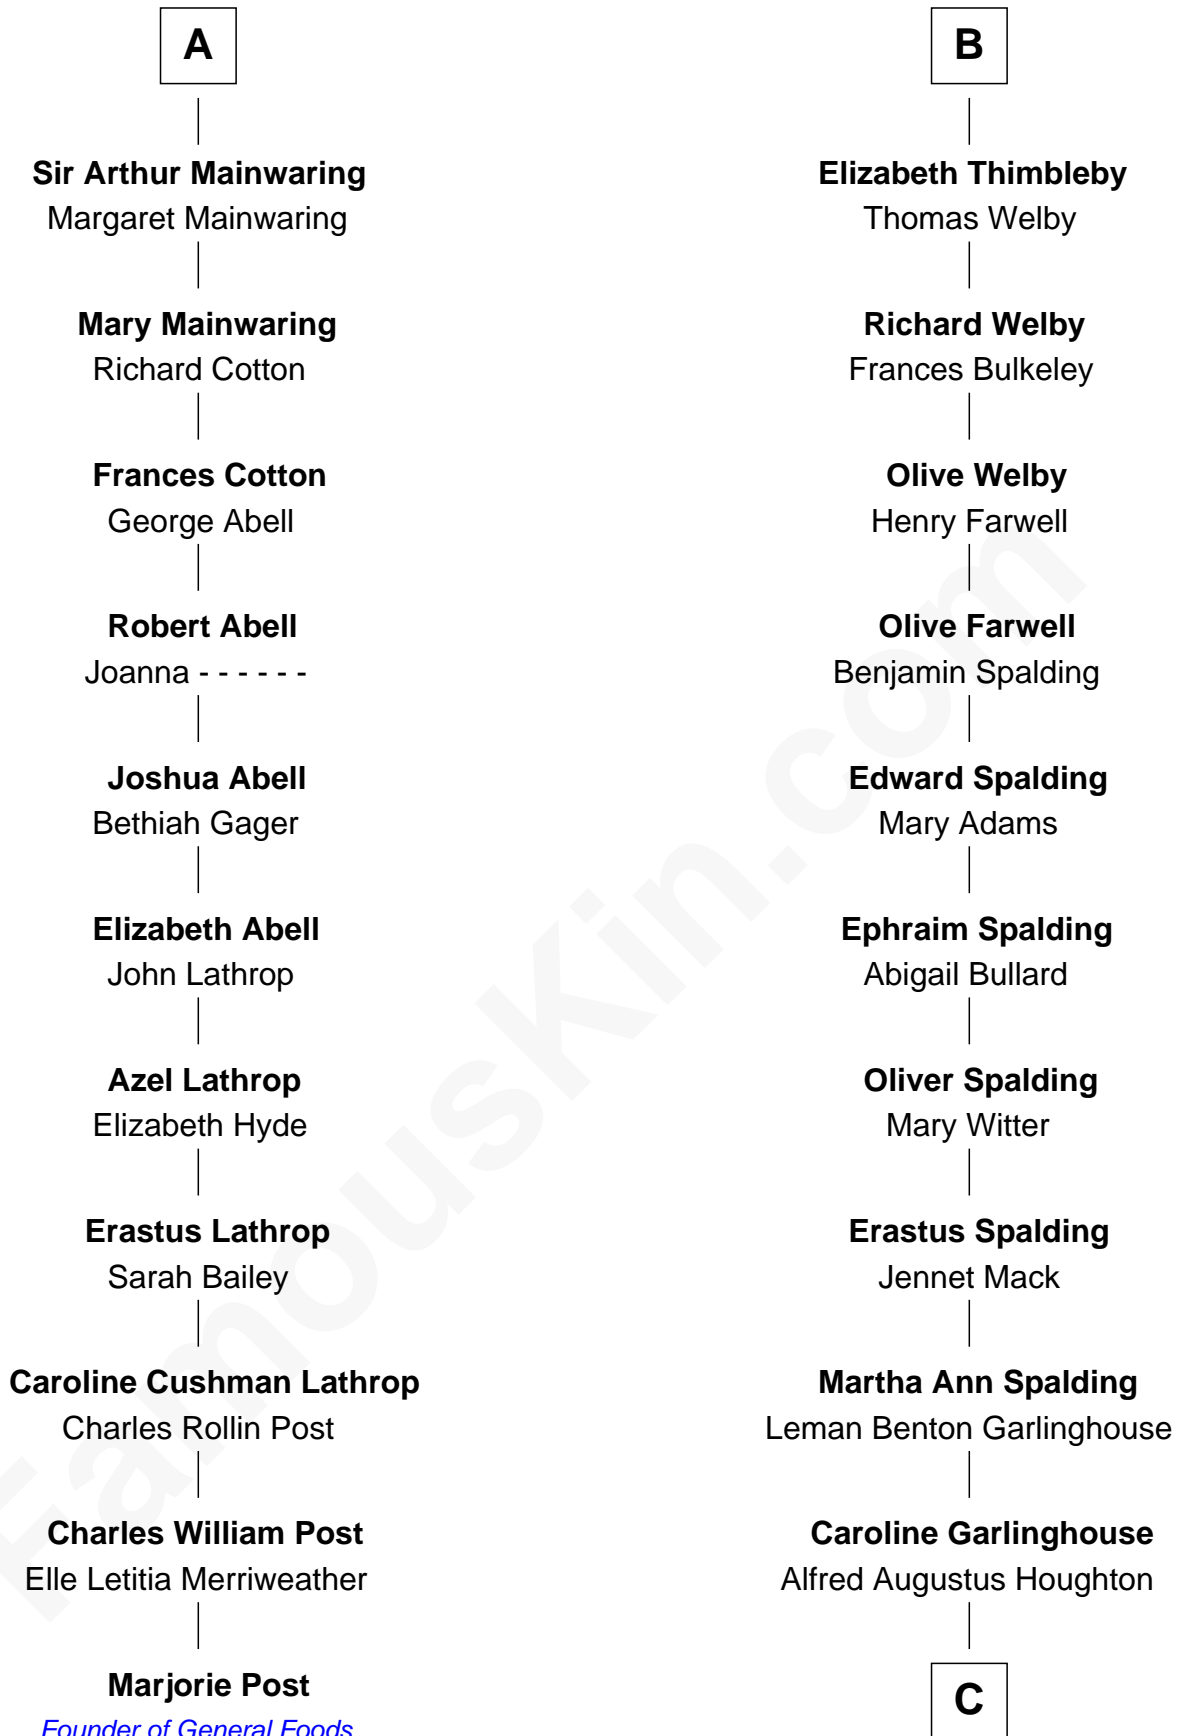 A
Sir Arthur Mainwaring
Margaret Mainwaring
Mary Mainwaring
Richard Cotton
Frances Cotton
George Abell
Robert Abell
Joanna - - - - - -
Joshua Abell
Bethiah Gager
Elizabeth Abell
John Lathrop
Azel Lathrop
Elizabeth Hyde
Erastus Lathrop
Sarah Bailey
Caroline Cushman Lathrop
Charles Rollin Post
Charles William Post
Elle Letitia Merriweather
Marjorie Post
Founder of General Foods
B
Elizabeth Thimbleby
Thomas Welby
Richard Welby
Frances Bulkeley
Olive Welby
Henry Farwell
Olive Farwell
Benjamin Spalding
Edward Spalding
Mary Adams
Ephraim Spalding
Abigail Bullard
Oliver Spalding
Mary Witter
Erastus Spalding
Jennet Mack
Martha Ann Spalding
Leman Benton Garlinghouse
Caroline Garlinghouse
Alfred Augustus Houghton
C
FamousKin.com